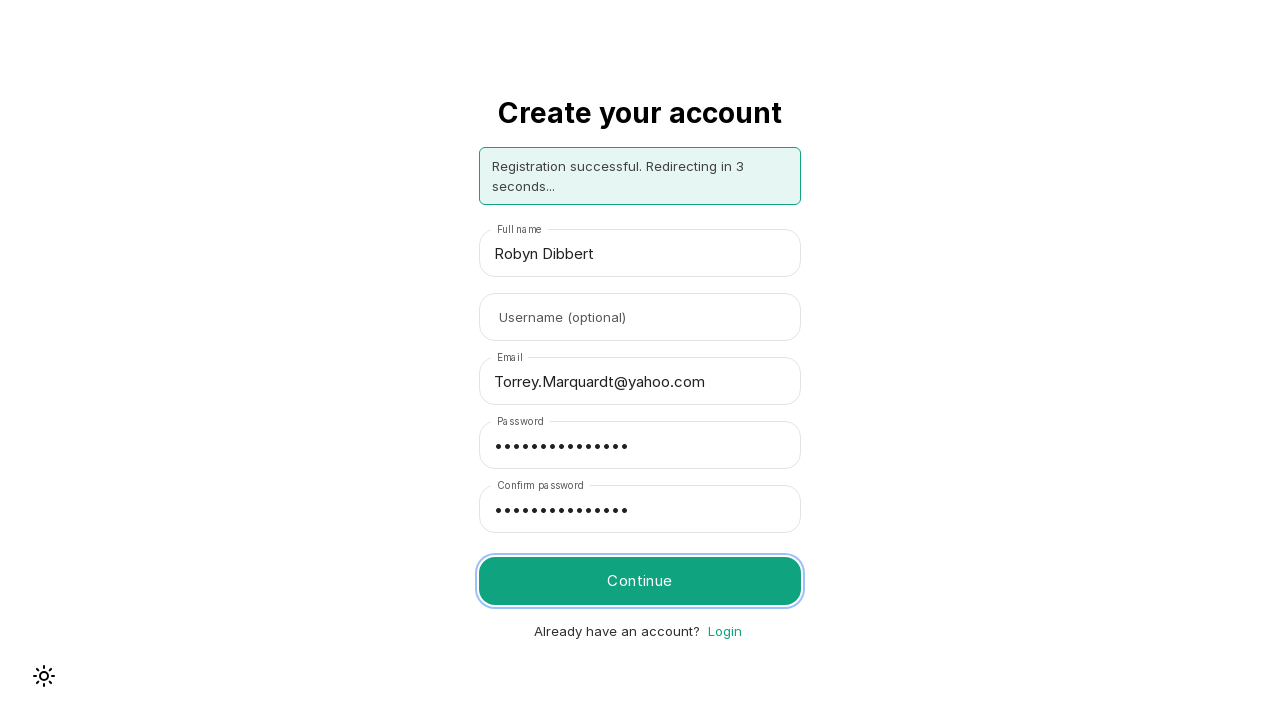 Create your account
Registration successful. Redirecting in 3
seconds...
Full name
Robyn Dibbert
Username (optional)
Email
Torrey.Marquardt@yahoo.com
Password
•••••••••••••••
Confirm password
•••••••••••••••
Continue
Already have an account? Login